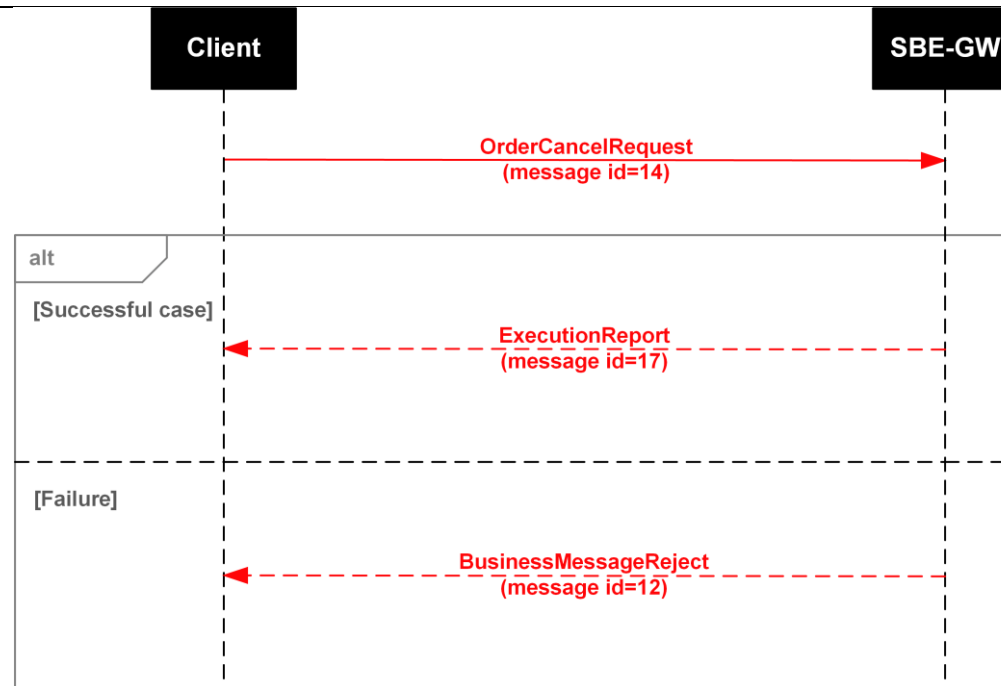 Client
SBE-GW
OrderCancelRequest
(message id=14)
alt
[Successful case]
ExecutionReport
(message id=17)
[Failure]
BusinessMessageReject
(message id=12)